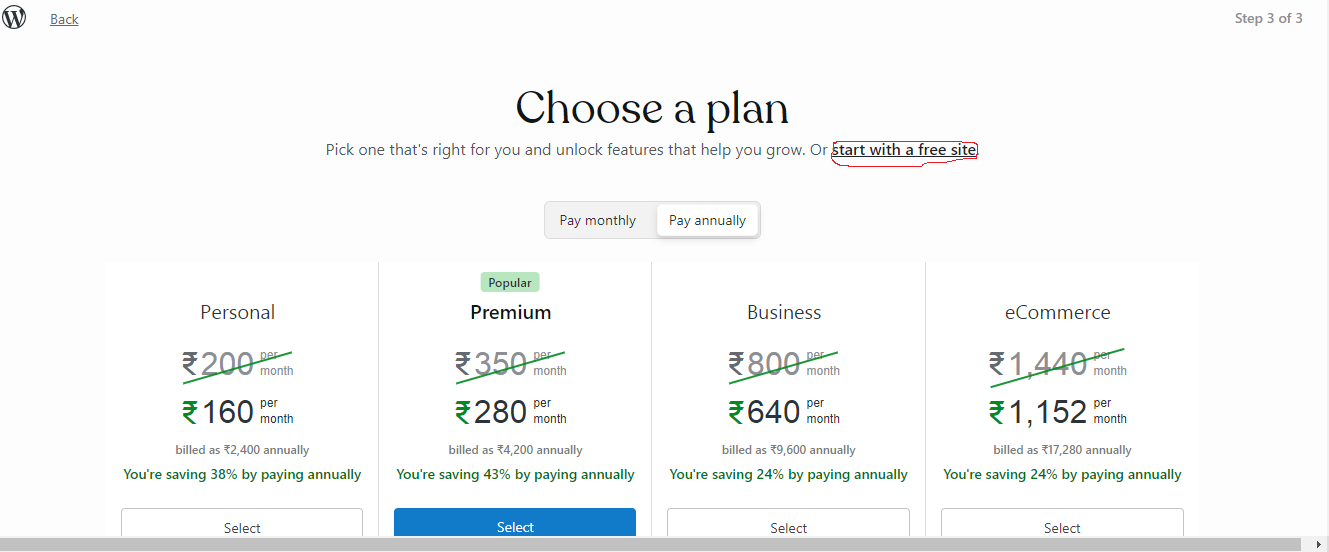 Back
Step 3 of 3
Choose a plan
Pick one that's right for you and unlock features that help you grow. Or start with a free site.
Pay monthly
Pay annually
Personal
₹200 per month
₹160 per month
billed as ₹2,400 annually
You're saving 38% by paying annually
Select
Popular
Premium
₹350 per month
₹280 per month
billed as ₹4,200 annually
You're saving 43% by paying annually
Select
Business
₹800 per month
₹640 per month
billed as ₹9,600 annually
You're saving 24% by paying annually
Select
eCommerce
₹1,440 per month
₹1,152 per month
billed as ₹17,280 annually
You're saving 24% by paying annually
Select